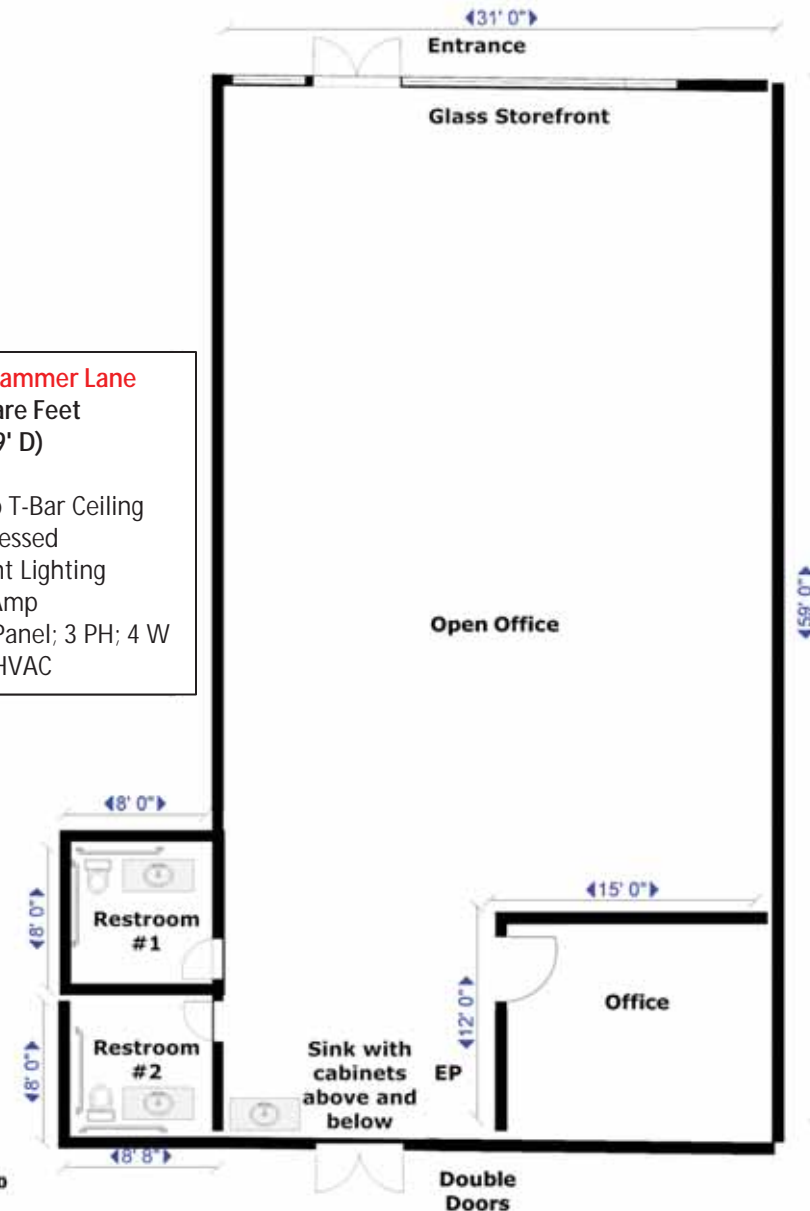 31' 0"
Entrance
Glass Storefront
ammer Lane
are Feet
9' D)
T-Bar Ceiling
essed
nt Lighting
Amp
Panel; 3 PH; 4 W
HVAC
Open Office
59' 0"
8' 0"
8' 0"
Restroom
#1
15' 0"
12' 0"
Office
8' 0"
Restroom
#2
Sink with
cabinets
above and
below
EP
8' 8"
Double
Doors